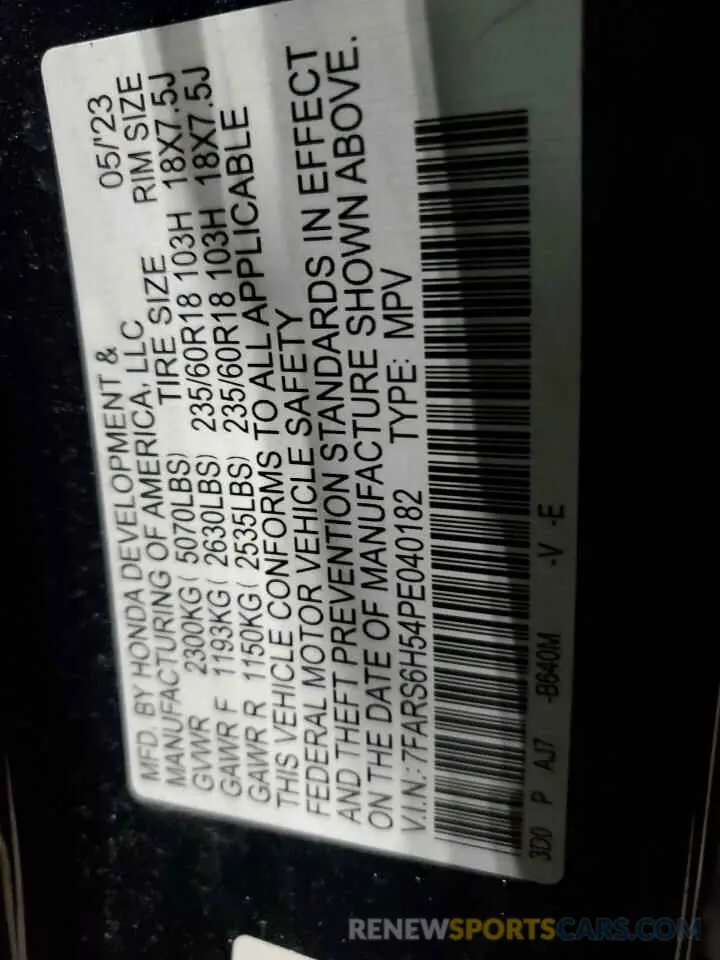 MFD. BY HONDA DEVELOPMENT & 05/'23
MANUFACTURING OF AMERICA, LLC
TIRE SIZE RIM SIZE
GVWR 2300KG( 5070LBS)
GAWR F 1193KG( 2630LBS) 235/60R18 103H 18X7.5J
GAWR R 1150KG( 2535LBS) 235/60R18 103H 18X7.5J
THIS VEHICLE CONFORMS TO ALL APPLICABLE
FEDERAL MOTOR VEHICLE SAFETY
AND THEFT PREVENTION STANDARDS IN EFFECT
ON THE DATE OF MANUFACTURE SHOWN ABOVE.
V.I.N.: 7FARS6H54PE040182 TYPE: MPV
3D0 P AJ7 -B640M -V -E
RENEWSPORTSCARS.COM